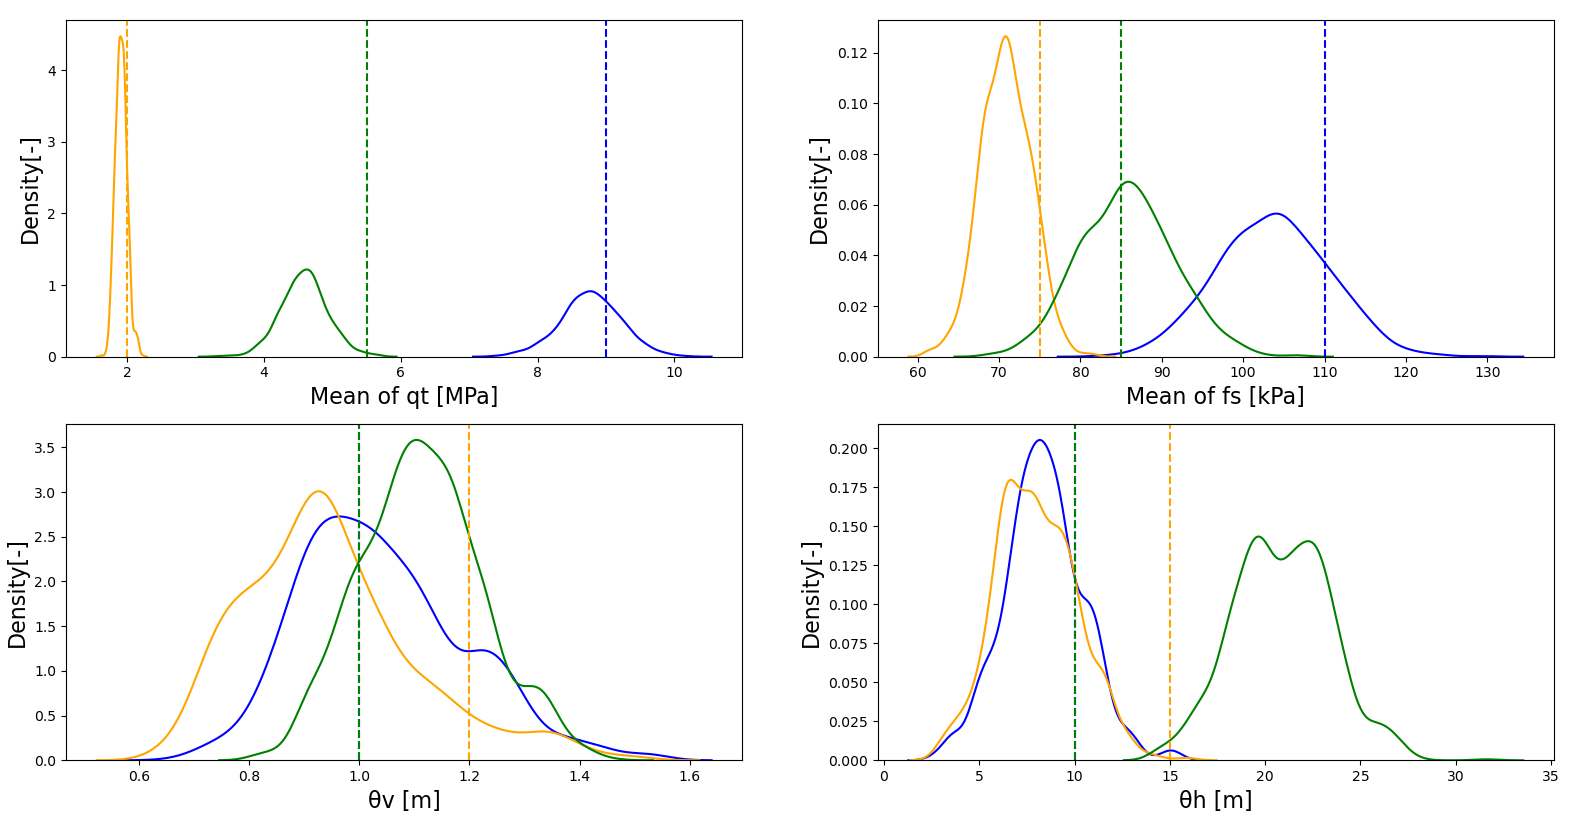 Density[-]
4
3
2
1
0
2 4 6 8 10
Mean of qt [MPa]
Density[-]
0.12
0.10
0.08
0.06
0.04
0.02
0.00
60 70 80 90 100 110 120 130
Mean of fs [kPa]
Density[-]
3.5
3.0
2.5
2.0
1.5
1.0
0.5
0.0
0.6 0.8 1.0 1.2 1.4 1.6
θv [m]
Density[-]
0.200
0.175
0.150
0.125
0.100
0.075
0.050
0.025
0.000
0 5 10 15 20 25 30 35
θh [m]